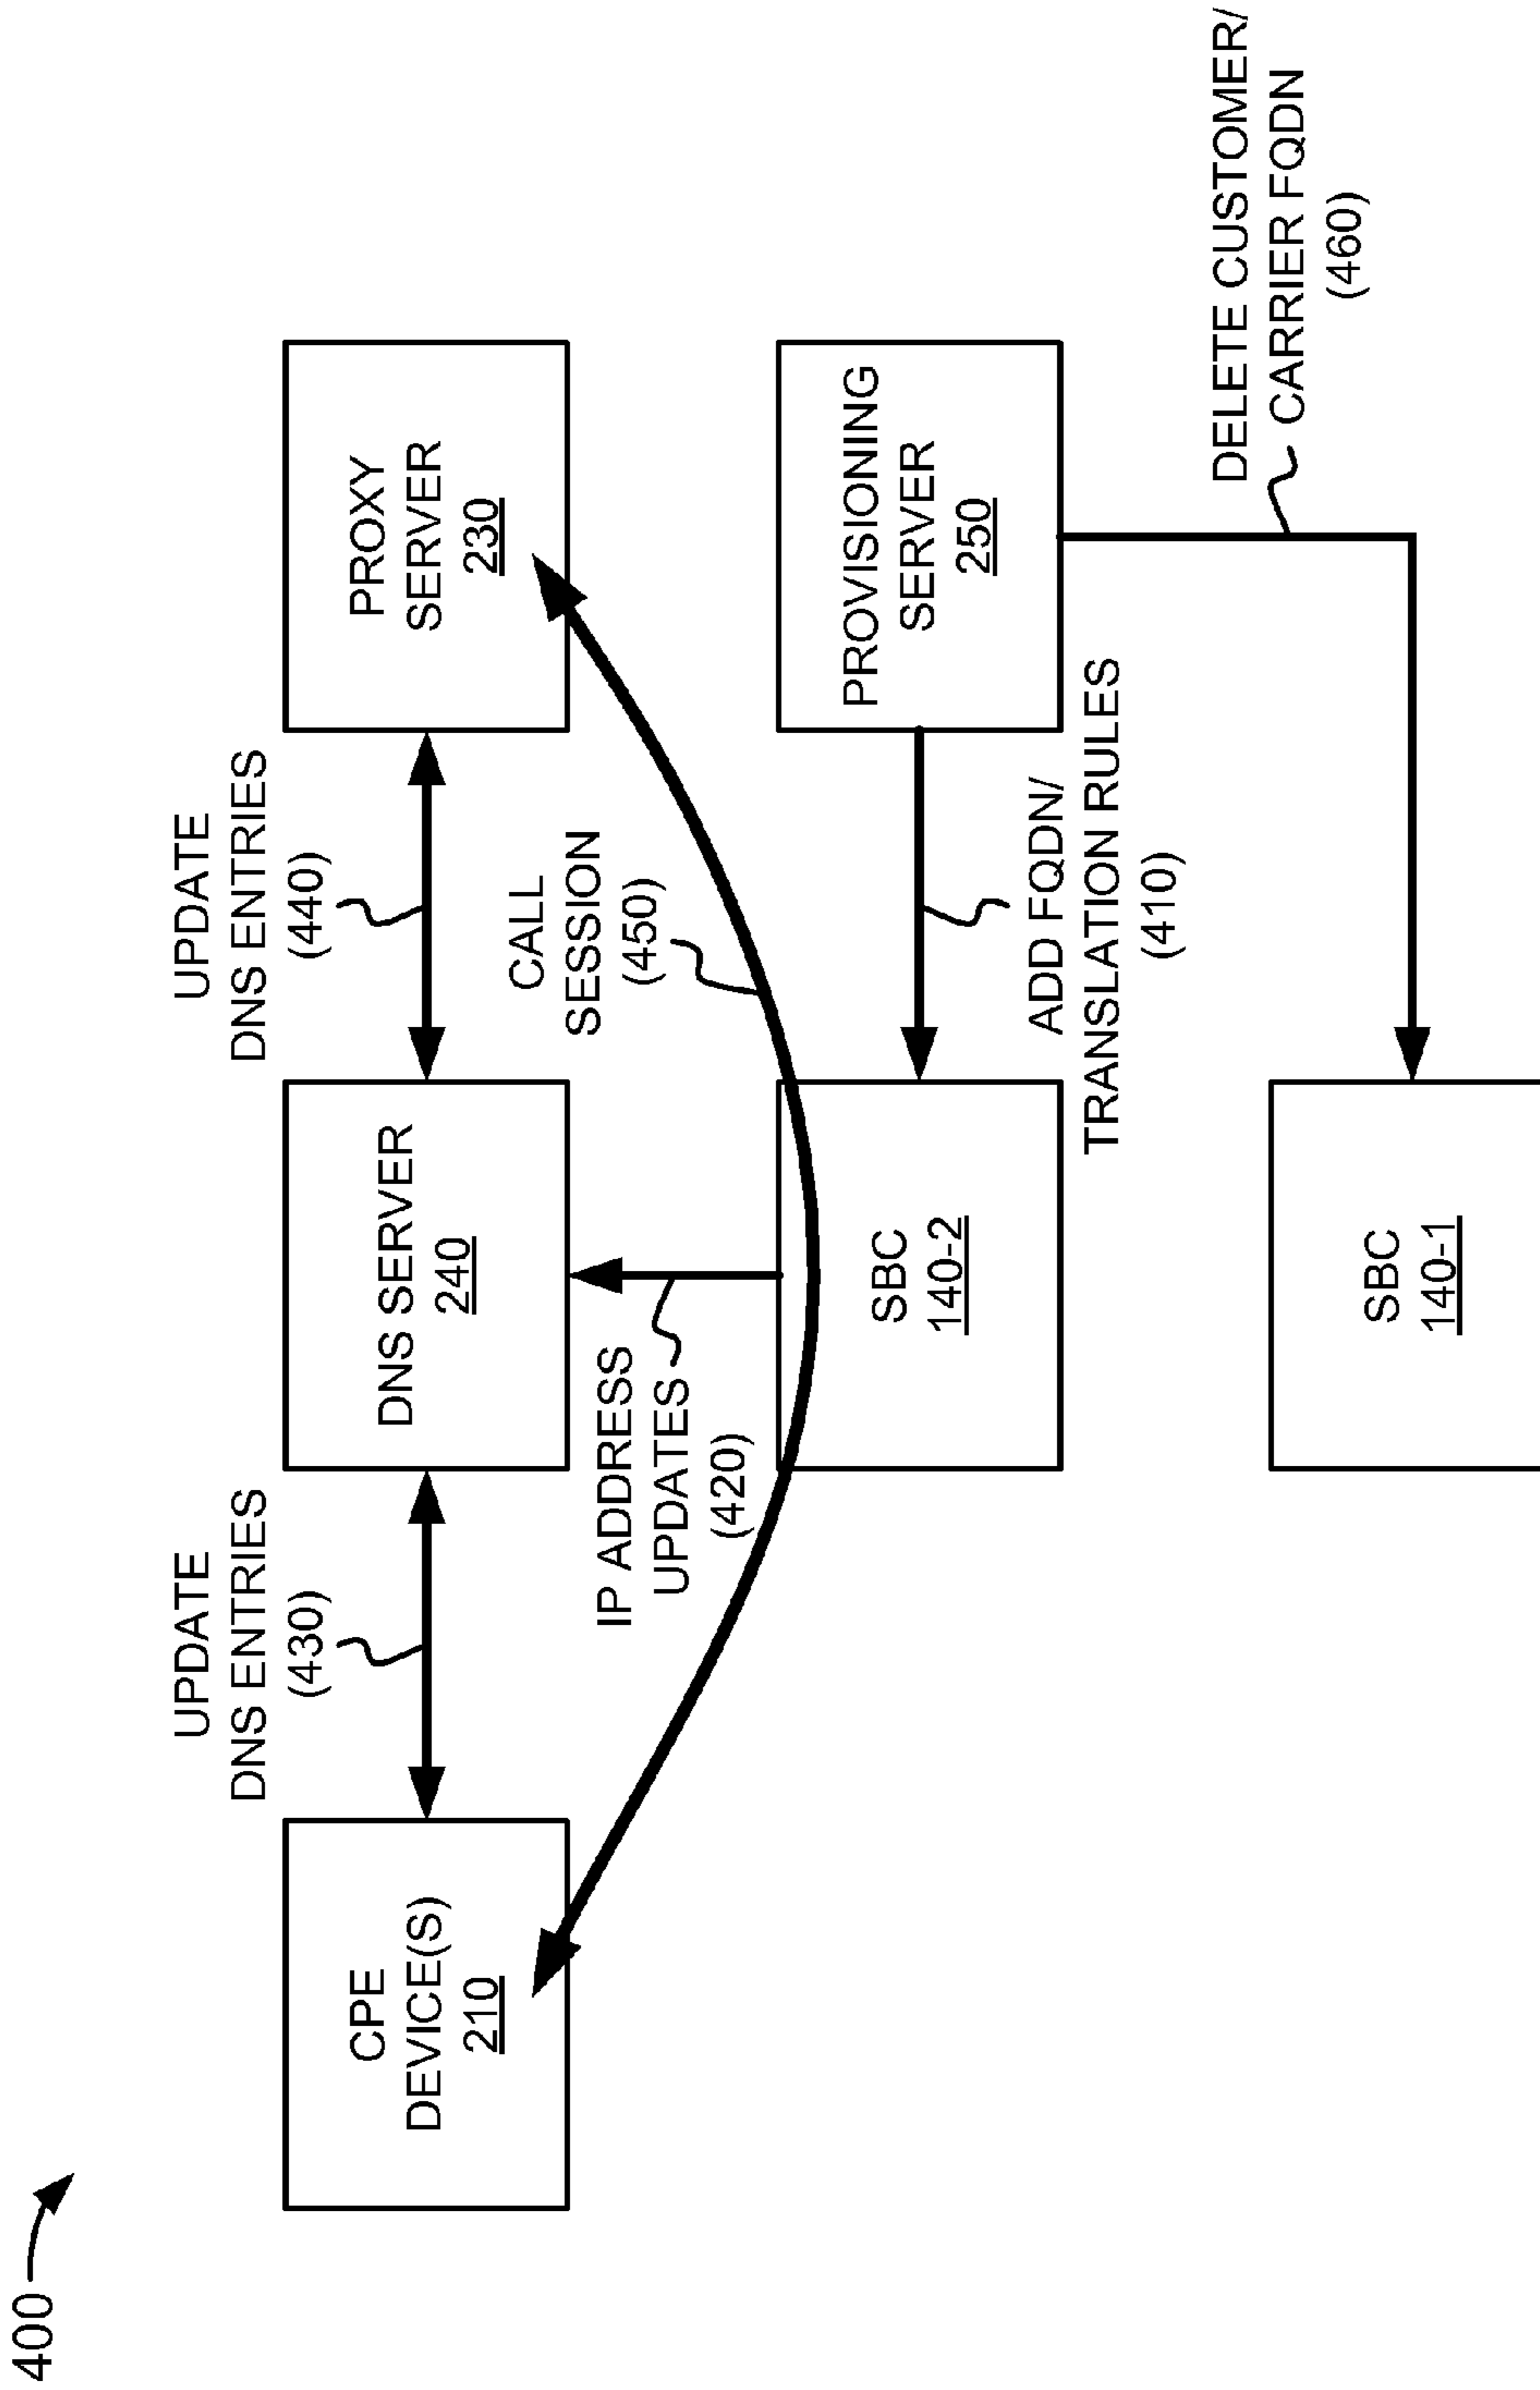 400
UPDATE
DNS ENTRIES
(430)
UPDATE
DNS ENTRIES
(440)
CPE
DEVICE(S)
210
DNS SERVER
240
PROXY
SERVER
230
CALL
SESSION
(450)
IP ADDRESS
UPDATES
(420)
SBC
140-2
PROVISIONING
SERVER
250
ADD FQDN/
TRANSLATION RULES
(410)
DELETE CUSTOMER/
CARRIER FQDN
(460)
SBC
140-1